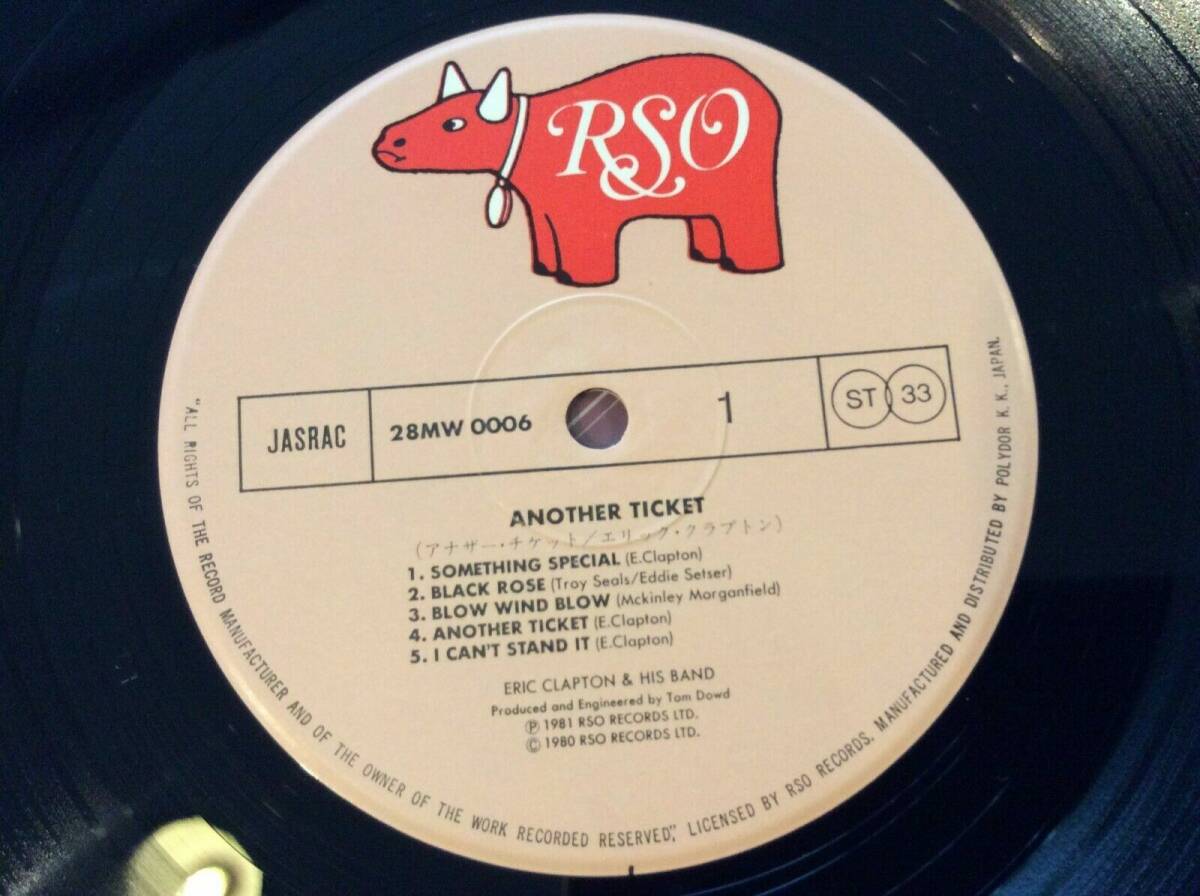 RSO
JASRAC
28MW 0006
1
ST 33
ANOTHER TICKET
(アナザー・チケット/エリック・クラプトン)
1. SOMETHING SPECIAL (E.Clapton)
2. BLACK ROSE (Troy Seals/Eddie Setser)
3. BLOW WIND BLOW (Mckinley Morganfield)
4. ANOTHER TICKET (E.Clapton)
5. I CAN'T STAND IT (E.Clapton)
ERIC CLAPTON & HIS BAND
Produced and Engineered by Tom Dowd
℗ 1981 RSO RECORDS LTD.
© 1980 RSO RECORDS LTD.
"ALL RIGHTS OF THE RECORD MANUFACTURER AND OF THE OWNER OF THE WORK RECORDED RESERVED", LICENSED BY RSO RECORDS. MANUFACTURED AND DISTRIBUTED BY POLYDOR K.K., JAPAN.